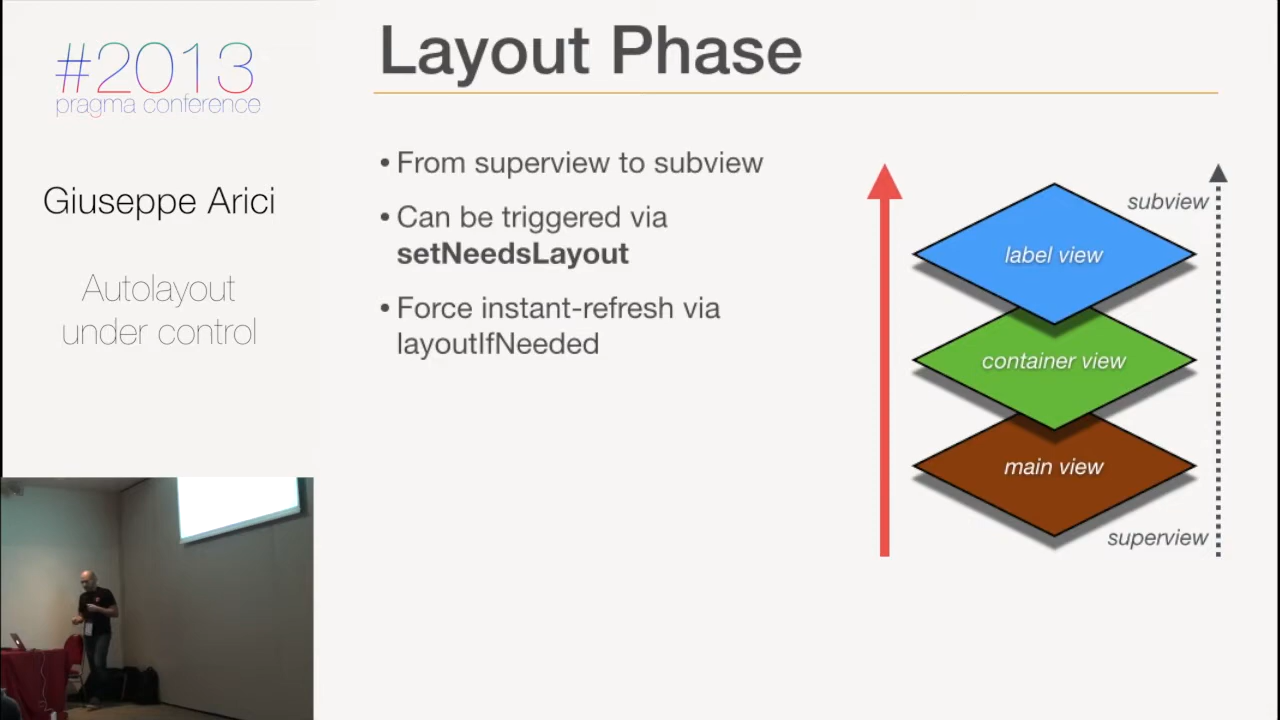 #2013
pragma conference
Giuseppe Arici
Autolayout
under control
Layout Phase
• From superview to subview
• Can be triggered via
setNeedsLayout
• Force instant-refresh via
layoutIfNeeded
subview
label view
container view
main view
superview